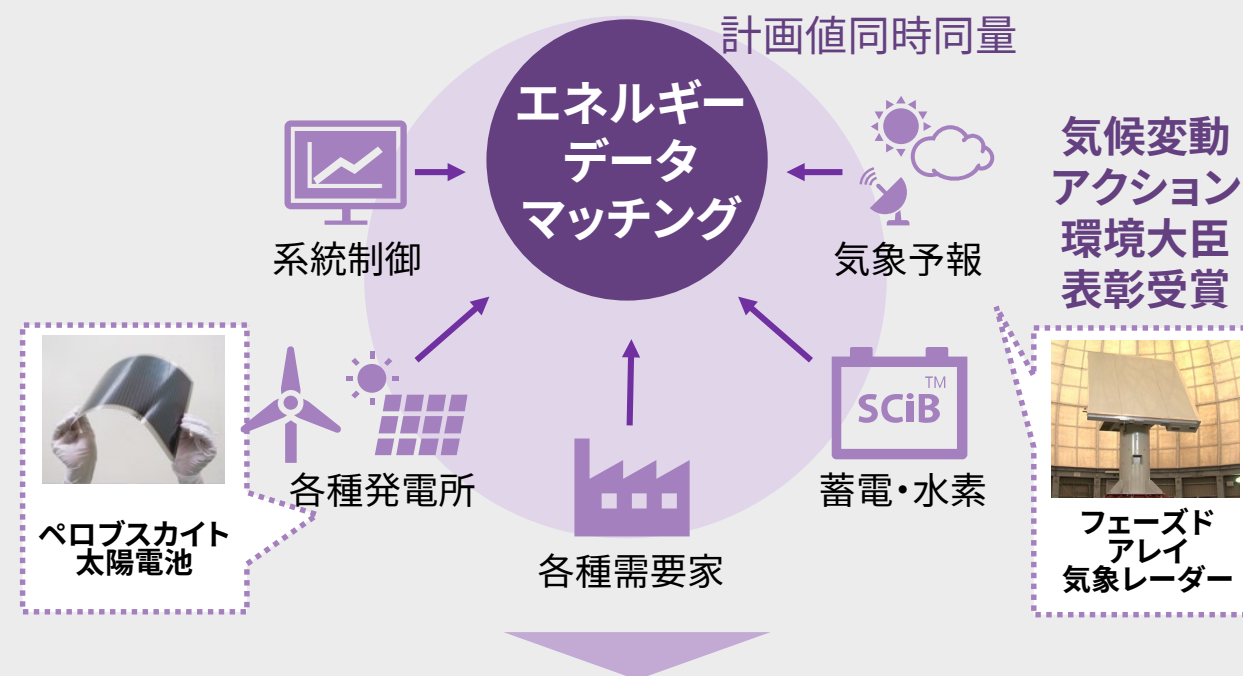 計画値同時同量
エネルギー
データ
マッチング
系統制御
気象予報
気候変動
アクション
環境大臣
表彰受賞
各種発電所
TM
SCiB
蓄電・水素
各種需要家
ペロブスカイト
太陽電池
フェーズド
アレイ
気象レーダー